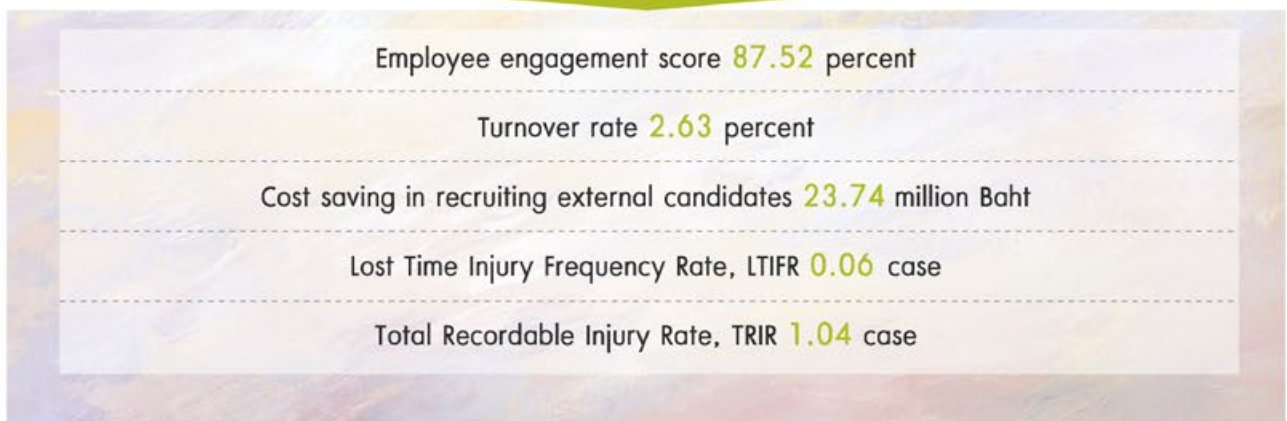 Employee engagement score 87.52 percent
Turnover rate 2.63 percent
Cost saving in recruiting external candidates 23.74 million Baht
Lost Time Injury Frequency Rate, LTIFR 0.06 case
Total Recordable Injury Rate, TRIR 1.04 case